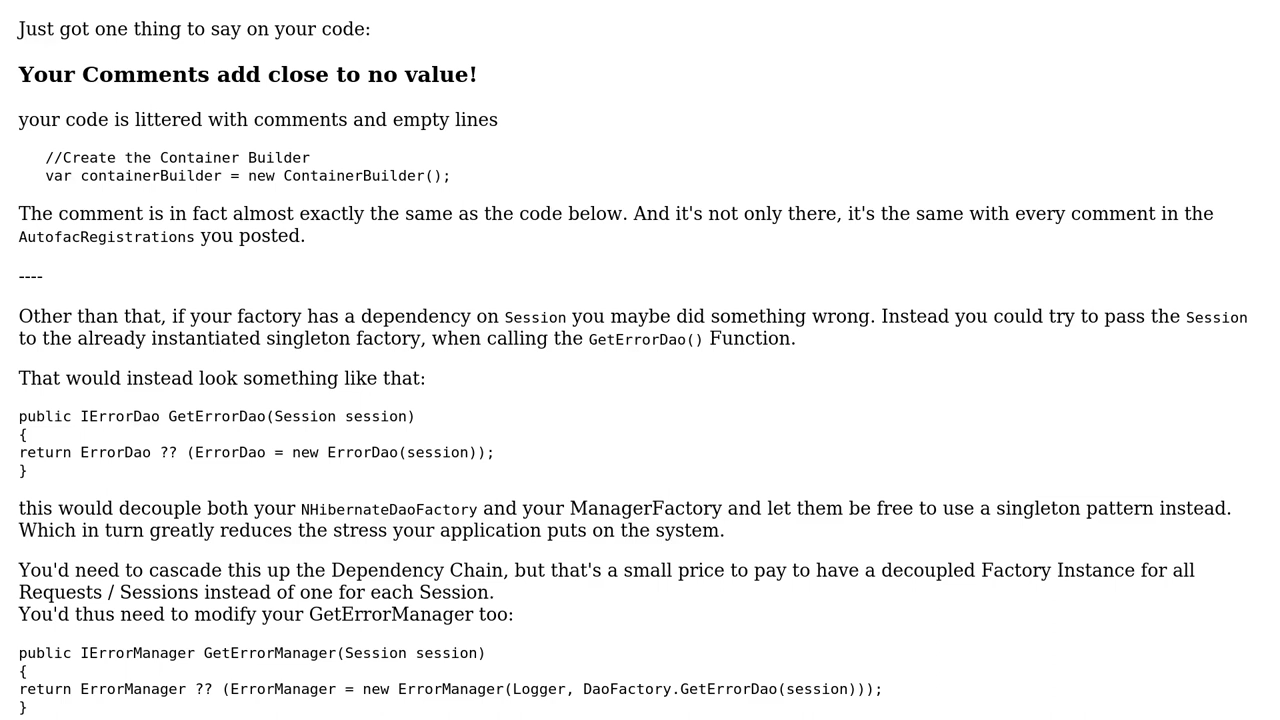 Just got one thing to say on your code:
Your Comments add close to no value!
your code is littered with comments and empty lines
//Create the Container Builder
var containerBuilder = new ContainerBuilder();
The comment is in fact almost exactly the same as the code below. And it's not only there, it's the same with every comment in the
AutofacRegistrations you posted.
----
Other than that, if your factory has a dependency on Session you maybe did something wrong. Instead you could try to pass the Session
to the already instantiated singleton factory, when calling the GetErrorDao() Function.
That would instead look something like that:
public IErrorDao GetErrorDao(Session session)
{
return ErrorDao ?? (ErrorDao = new ErrorDao(session));
}
this would decouple both your NHibernateDaoFactory and your ManagerFactory and let them be free to use a singleton pattern instead.
Which in turn greatly reduces the stress your application puts on the system.
You'd need to cascade this up the Dependency Chain, but that's a small price to pay to have a decoupled Factory Instance for all
Requests / Sessions instead of one for each Session.
You'd thus need to modify your GetErrorManager too:
public IErrorManager GetErrorManager(Session session)
{
return ErrorManager ?? (ErrorManager = new ErrorManager(Logger, DaoFactory.GetErrorDao(session)));
}